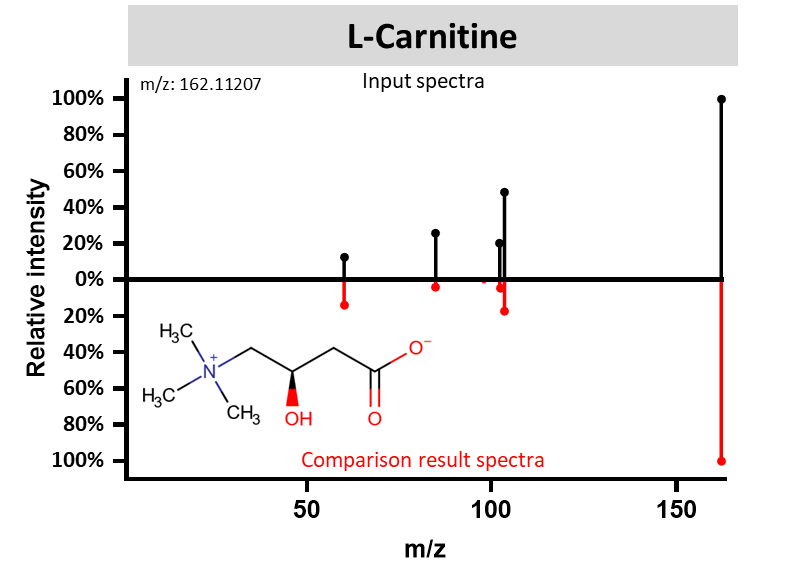 L-Carnitine
m/z: 162.11207
Input spectra
100%
80%
60%
40%
20%
0%
20%
40%
60%
80%
100%
Relative intensity
H₃C
H₃C
N⁺
CH₃
OH
O
O⁻
Comparison result spectra
50
100
150
m/z